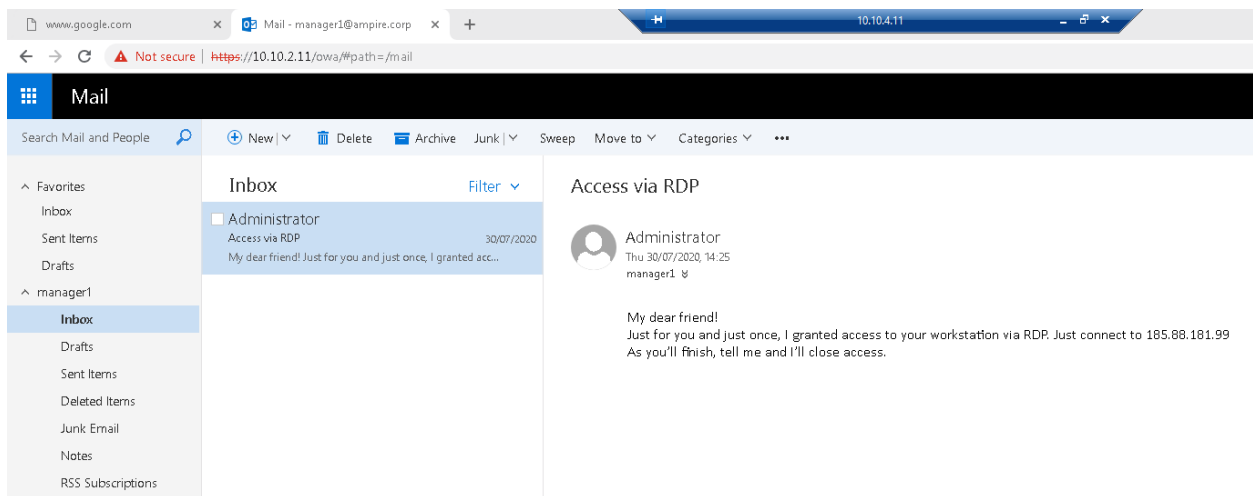 www.google.com
Mail - manager1@ampire.corp
10.10.4.11
Not secure https://10.10.2.11/owa/#path=/mail
Mail
Search Mail and People
New
Delete
Archive
Junk
Sweep
Move to
Categories
Favorites
Inbox
Sent Items
Drafts
manager1
Inbox
Drafts
Sent Items
Deleted Items
Junk Email
Notes
RSS Subscriptions
Inbox
Filter
Administrator
Access via RDP 30/07/2020
My dear friend! Just for you and just once, I granted acc...
Access via RDP
Administrator
Thu 30/07/2020, 14:25
manager1
My dear friend!
Just for you and just once, I granted access to your workstation via RDP. Just connect to 185.88.181.99
As you'll finish, tell me and I'll close access.